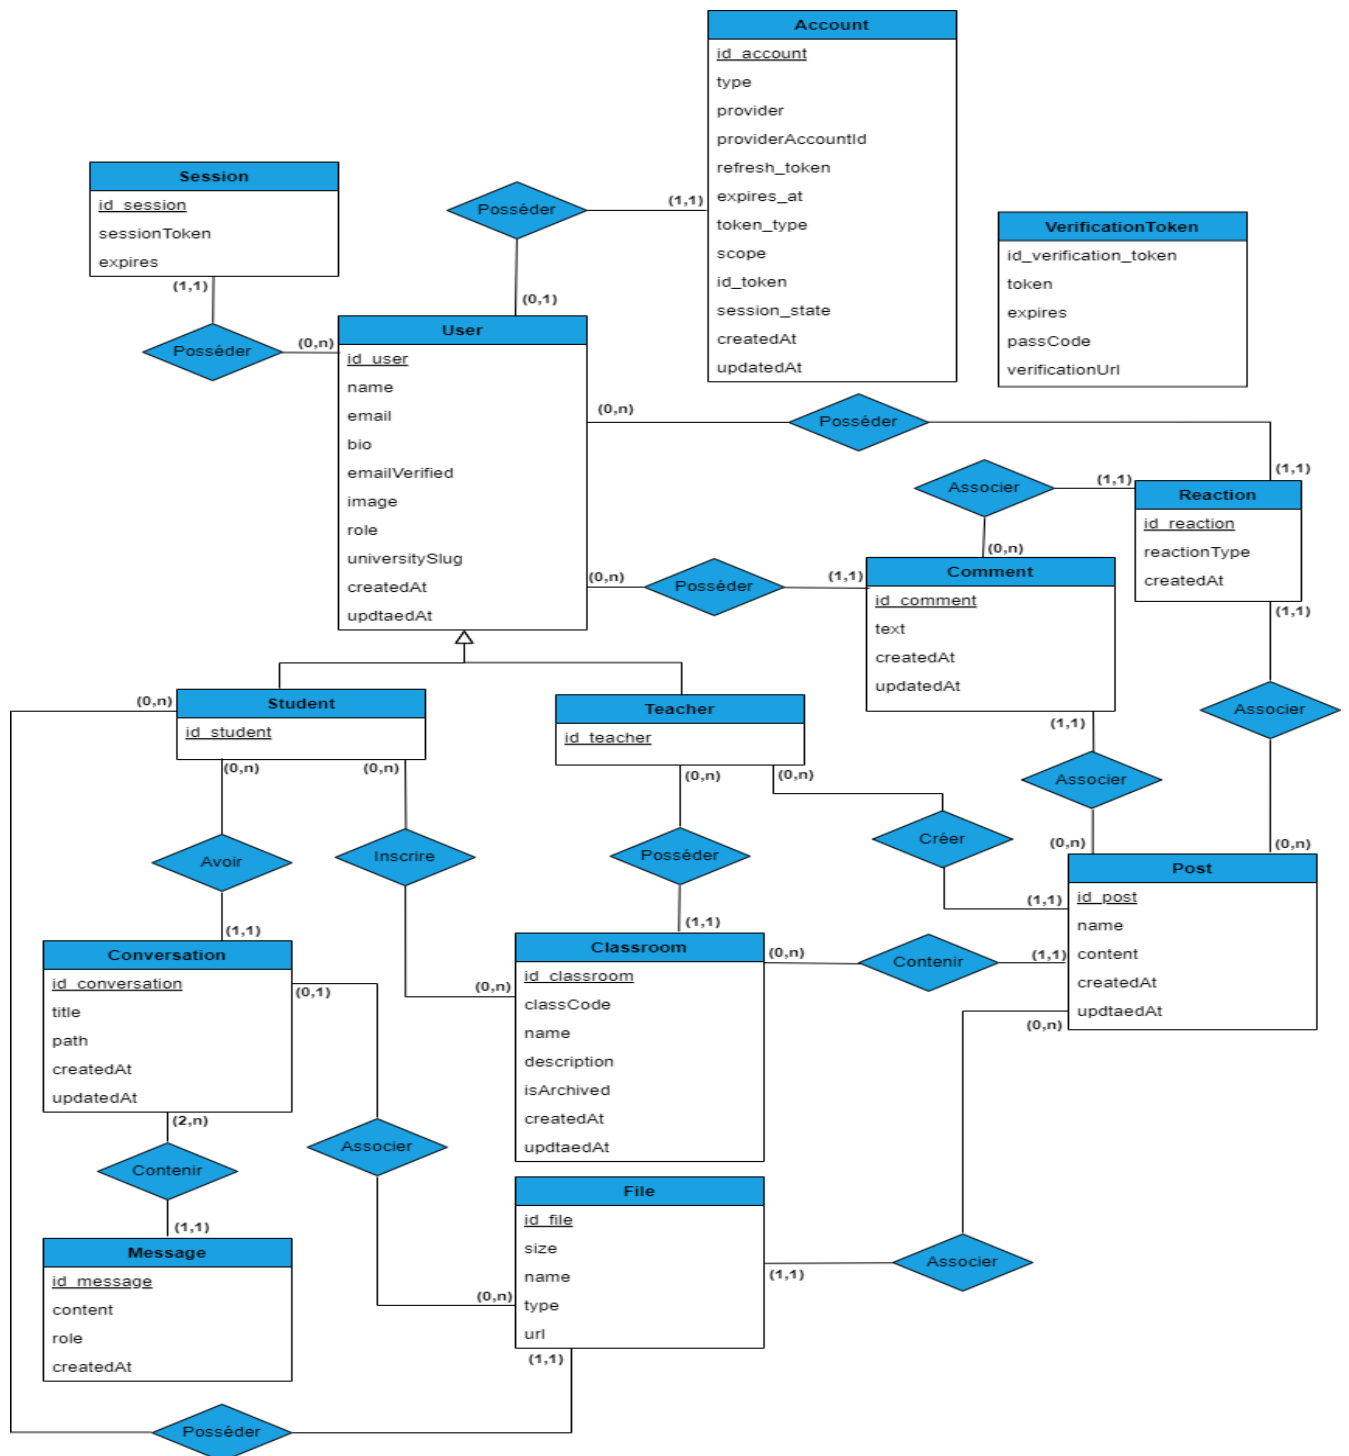 Account
id_account
type
provider
providerAccountId
refresh_token
expires_at
token_type
scope
id_token
session_state
createdAt
updatedAt
Session
id_session
sessionToken
expires
(1,1)
Posséder
(0,n)
Posséder
(1,1)
(0,1)
VerificationToken
id_verification_token
token
expires
passCode
verificationUrl
User
id_user
name
email
bio
emailVerified
image
role
universitySlug
createdAt
updtaedAt
(0,n)
Posséder
(1,1)
Associer
(1,1)
(0,n)
Reaction
id_reaction
reactionType
createdAt
(1,1)
Associer
(0,n)
(0,n)
Posséder
(1,1)
Comment
id_comment
text
createdAt
updatedAt
(1,1)
Associer
(0,n)
(0,n)
Student
id_student
(0,n)
(0,n)
Teacher
id_teacher
(0,n)
(0,n)
Avoir
Inscrire
Posséder
Créer
(1,1)
(0,n)
(1,1)
(1,1)
Post
id_post
name
content
createdAt
updtaedAt
(0,n)
Conversation
id_conversation
title
path
createdAt
updatedAt
(0,1)
(2,n)
Classroom
id_classroom
classCode
name
description
isArchived
createdAt
updtaedAt
(0,n)
Contenir
(1,1)
Contenir
(1,1)
Associer
(0,n)
Message
id_message
content
role
createdAt
File
id_file
size
name
type
url
(1,1)
Associer
(1,1)
Posséder